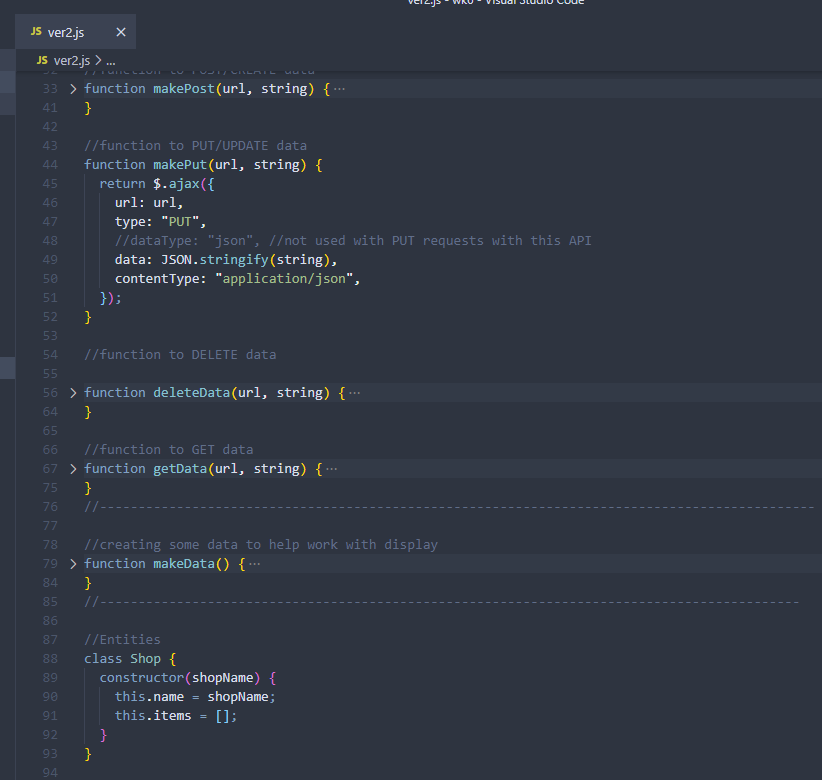 ver2.js - wk6 - Visual Studio Code
JS ver2.js ×
JS ver2.js > ...
32 //function to POST/CREATE data
33 > function makePost(url, string) { ...
41 }
42
43 //function to PUT/UPDATE data
44 function makePut(url, string) {
45 return $.ajax({
46 url: url,
47 type: "PUT",
48 //dataType: "json", //not used with PUT requests with this API
49 data: JSON.stringify(string),
50 contentType: "application/json",
51 });
52 }
53
54 //function to DELETE data
55
56 > function deleteData(url, string) { ...
64 }
65
66 //function to GET data
67 > function getData(url, string) { ...
75 }
76 //---------------------------------------------------------------------------------------------
77
78 //creating some data to help work with display
79 > function makeData() { ...
84 }
85 //-------------------------------------------------------------------------------------------
86
87 //Entities
88 class Shop {
89 constructor(shopName) {
90 this.name = shopName;
91 this.items = [];
92 }
93 }
94